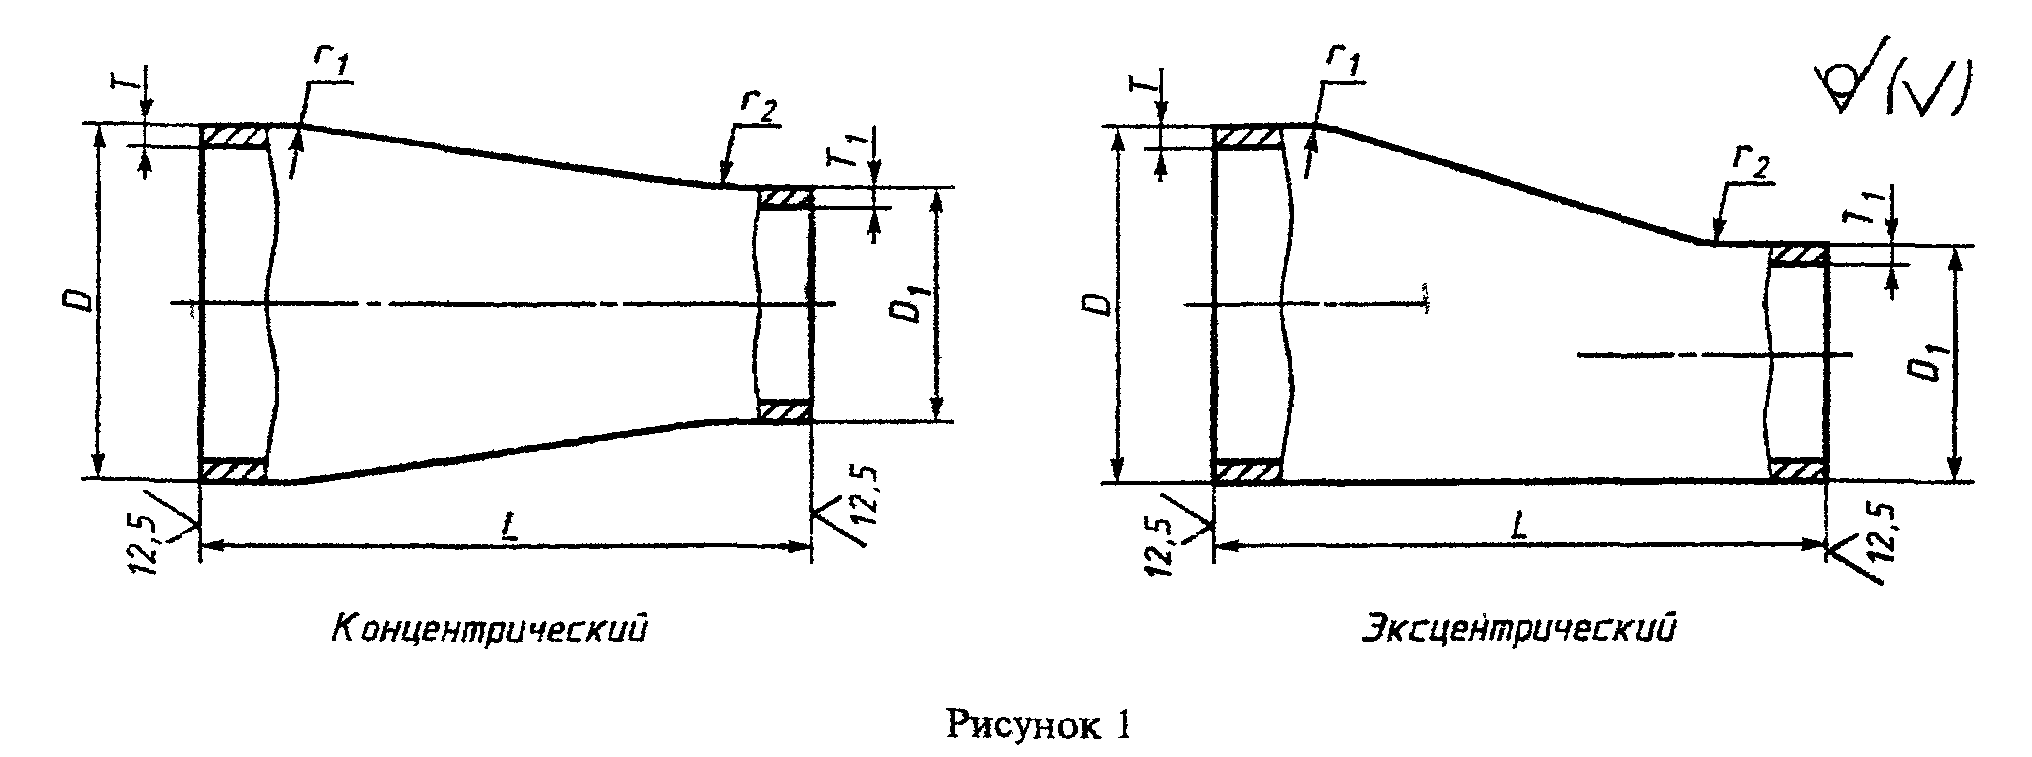 T
r1
r2
T1
D
D1
12,5
L
12,5
Концентрический
T
r1
r2
T1
D
D1
12,5
L
12,5
Эксцентрический
Рисунок 1